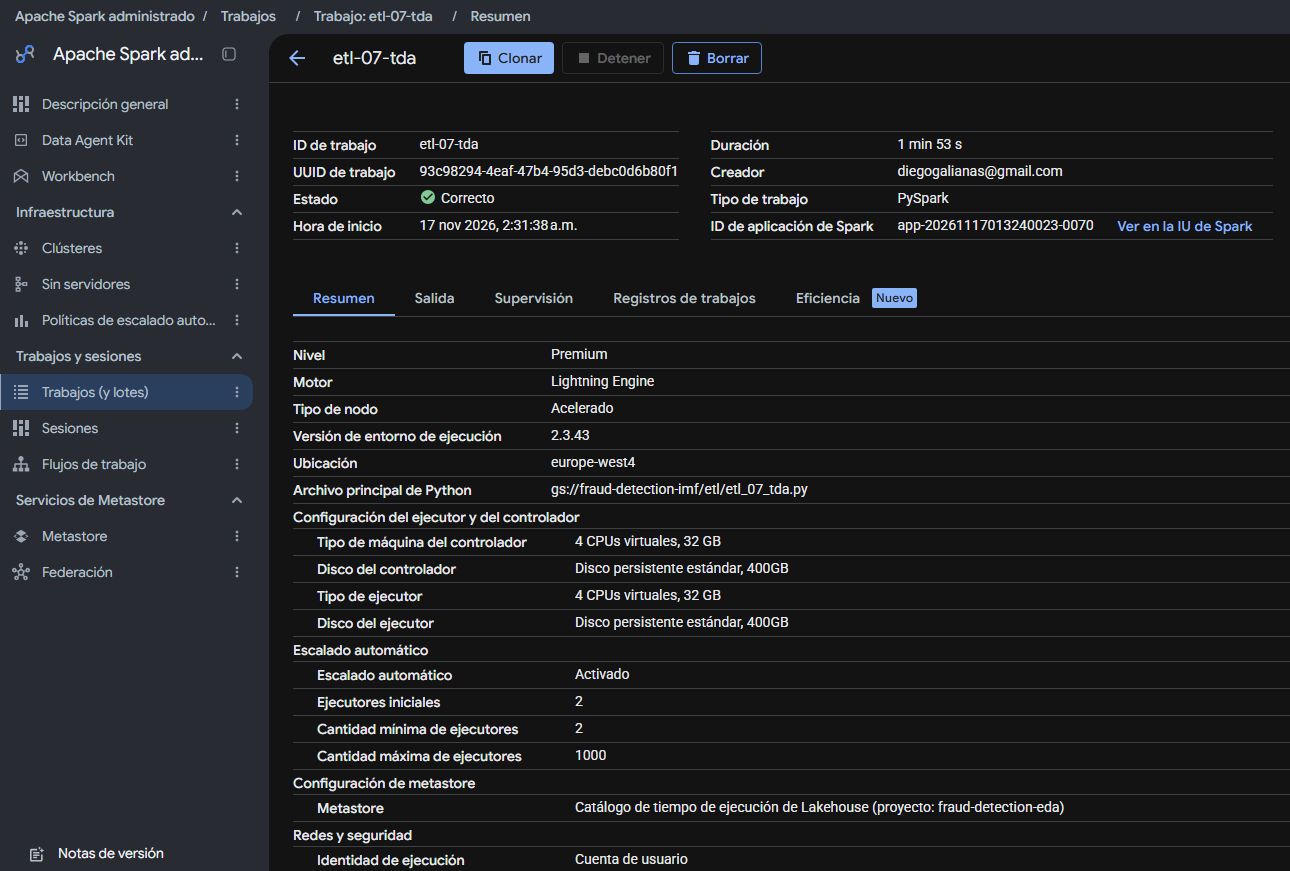 Apache Spark administrado / Trabajos / Trabajo: etl-07-tda / Resumen
Apache Spark ad...
Descripción general
Data Agent Kit
Workbench
Infraestructura
Clústeres
Sin servidores
Políticas de escalado auto...
Trabajos y sesiones
Trabajos (y lotes)
Sesiones
Flujos de trabajo
Servicios de Metastore
Metastore
Federación
Notas de versión
etl-07-tda Clonar Detener Borrar
ID de trabajo etl-07-tda
UUID de trabajo 93c98294-4eaf-47b4-95d3-debc0d6b80f1
Estado Correcto
Hora de inicio 17 nov 2026, 2:31:38 a.m.
Duración 1 min 53 s
Creador diegogalianas@gmail.com
Tipo de trabajo PySpark
ID de aplicación de Spark app-20261117013240023-0070 Ver en la IU de Spark
Resumen Salida Supervisión Registros de trabajos Eficiencia Nuevo
Nivel Premium
Motor Lightning Engine
Tipo de nodo Acelerado
Versión de entorno de ejecución 2.3.43
Ubicación europe-west4
Archivo principal de Python gs://fraud-detection-imf/etl/etl_07_tda.py
Configuración del ejecutor y del controlador
Tipo de máquina del controlador 4 CPUs virtuales, 32 GB
Disco del controlador Disco persistente estándar, 400GB
Tipo de ejecutor 4 CPUs virtuales, 32 GB
Disco del ejecutor Disco persistente estándar, 400GB
Escalado automático
Escalado automático Activado
Ejecutores iniciales 2
Cantidad mínima de ejecutores 2
Cantidad máxima de ejecutores 1000
Configuración de metastore
Metastore Catálogo de tiempo de ejecución de Lakehouse (proyecto: fraud-detection-eda)
Redes y seguridad
Identidad de ejecución Cuenta de usuario